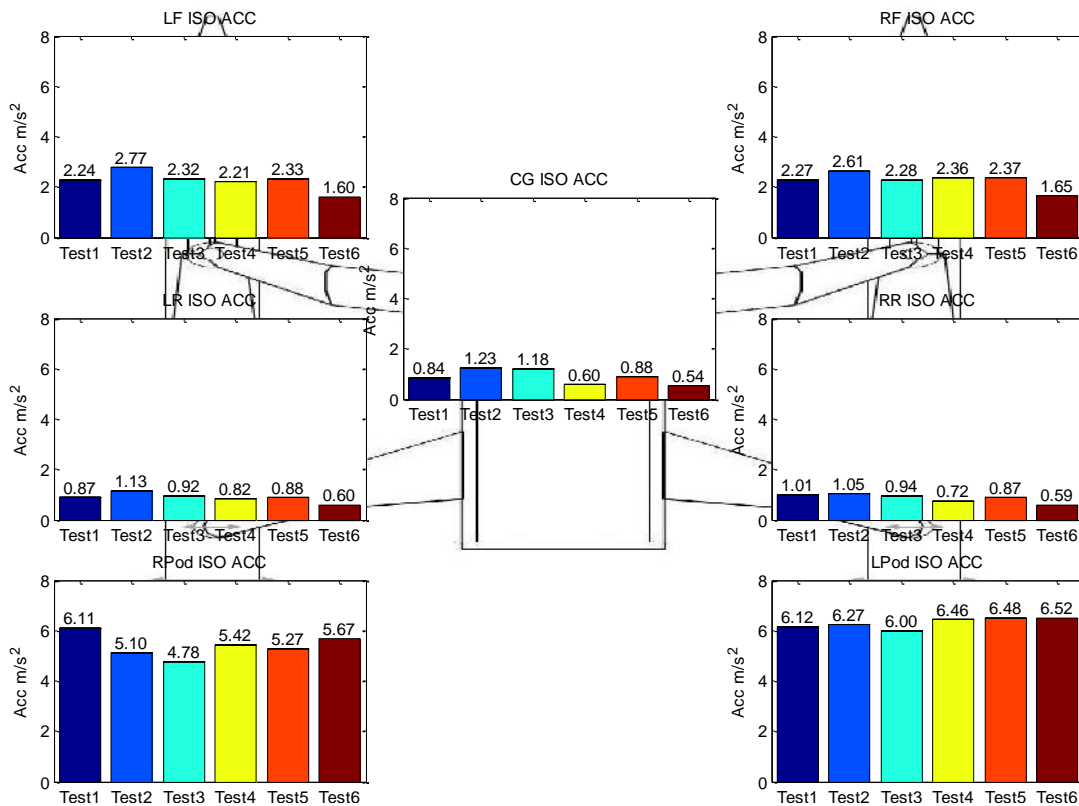 LF ISO ACC
8
6
4
2
0
Acc m/s²
2.24 2.77 2.32 2.21 2.33 1.60
Test1 Test2 Test3 Test4 Test5 Test6
RF ISO ACC
8
6
4
2
0
Acc m/s²
2.27 2.61 2.28 2.36 2.37 1.65
Test1 Test2 Test3 Test4 Test5 Test6
CG ISO ACC
8
6
4
2
0
Acc m/s²
0.84 1.23 1.18 0.60 0.88 0.54
Test1 Test2 Test3 Test4 Test5 Test6
LR ISO ACC
8
6
4
2
0
Acc m/s²
0.87 1.13 0.92 0.82 0.88 0.60
Test1 Test2 Test3 Test4 Test5 Test6
RR ISO ACC
8
6
4
2
0
Acc m/s²
1.01 1.05 0.94 0.72 0.87 0.59
Test1 Test2 Test3 Test4 Test5 Test6
RPod ISO ACC
8
6
4
2
0
Acc m/s²
6.11 5.10 4.78 5.42 5.27 5.67
Test1 Test2 Test3 Test4 Test5 Test6
LPod ISO ACC
8
6
4
2
0
Acc m/s²
6.12 6.27 6.00 6.46 6.48 6.52
Test1 Test2 Test3 Test4 Test5 Test6